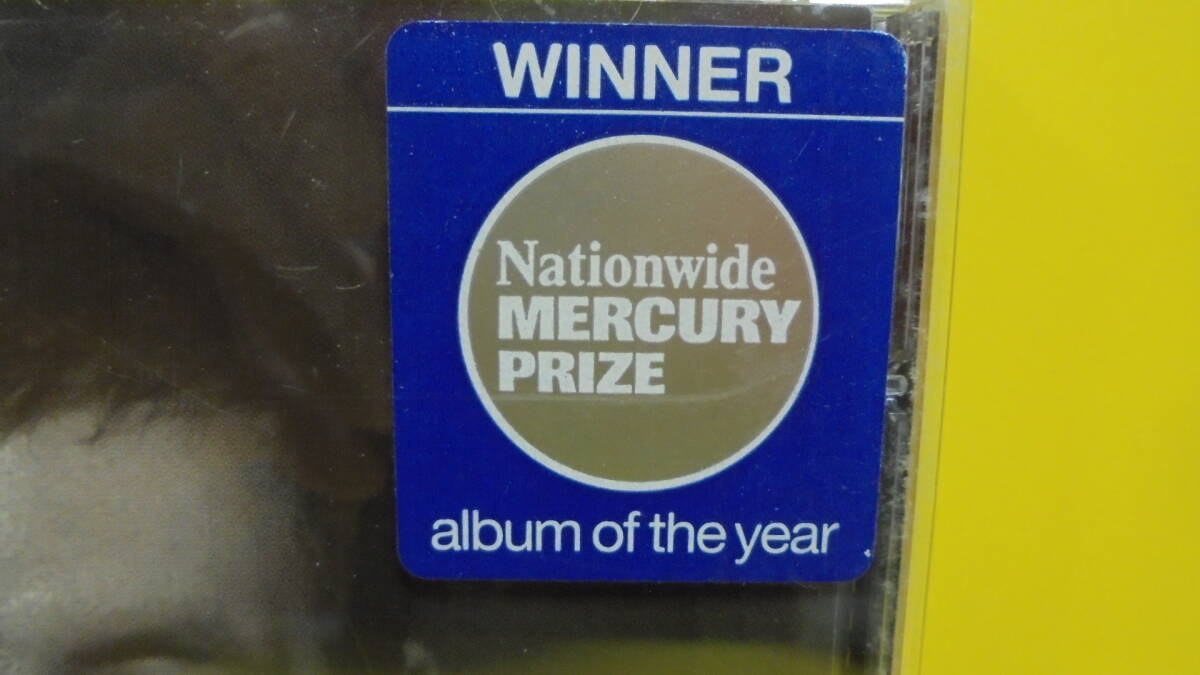 WINNER
Nationwide
MERCURY
PRIZE
album of the year